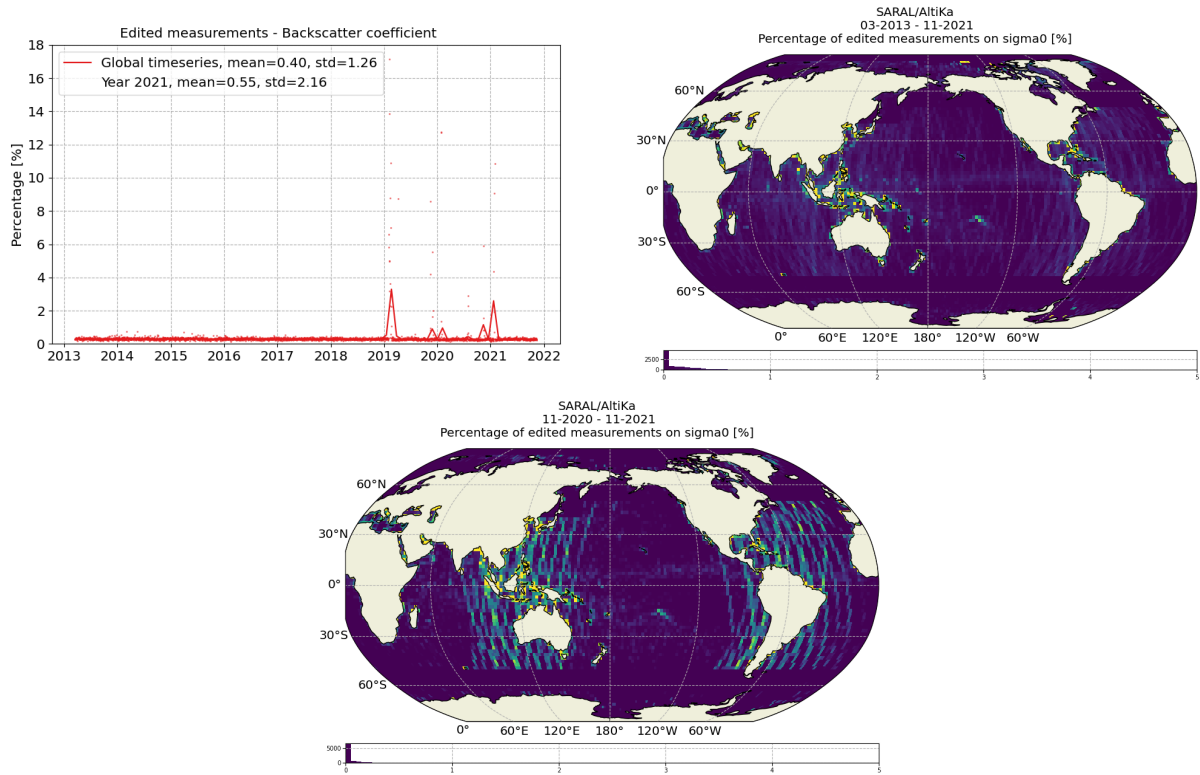 Edited measurements - Backscatter coefficient
Percentage [%]
18
16
14
12
10
8
6
4
2
0
Global timeseries, mean=0.40, std=1.26
Year 2021, mean=0.55, std=2.16
2013 2014 2015 2016 2017 2018 2019 2020 2021 2022
SARAL/AltiKa
03-2013 - 11-2021
Percentage of edited measurements on sigma0 [%]
60°N
30°N
0°
30°S
60°S
0° 60°E 120°E 180° 120°W 60°W
2500
0
0 1 2 3 4 5
SARAL/AltiKa
11-2020 - 11-2021
Percentage of edited measurements on sigma0 [%]
60°N
30°N
0°
30°S
60°S
0° 60°E 120°E 180° 120°W 60°W
5000
0
0 1 2 3 4 5